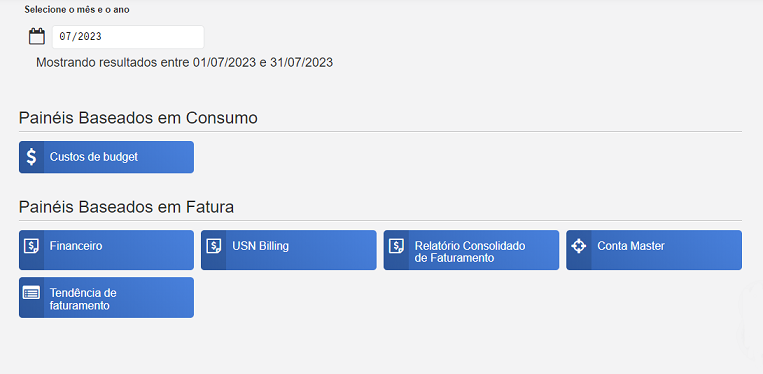 Selecione o mês e o ano
07/2023
Mostrando resultados entre 01/07/2023 e 31/07/2023
Painéis Baseados em Consumo
Custos de budget
Painéis Baseados em Fatura
Financeiro
USN Billing
Relatório Consolidado
de Faturamento
Conta Master
Tendência de
faturamento